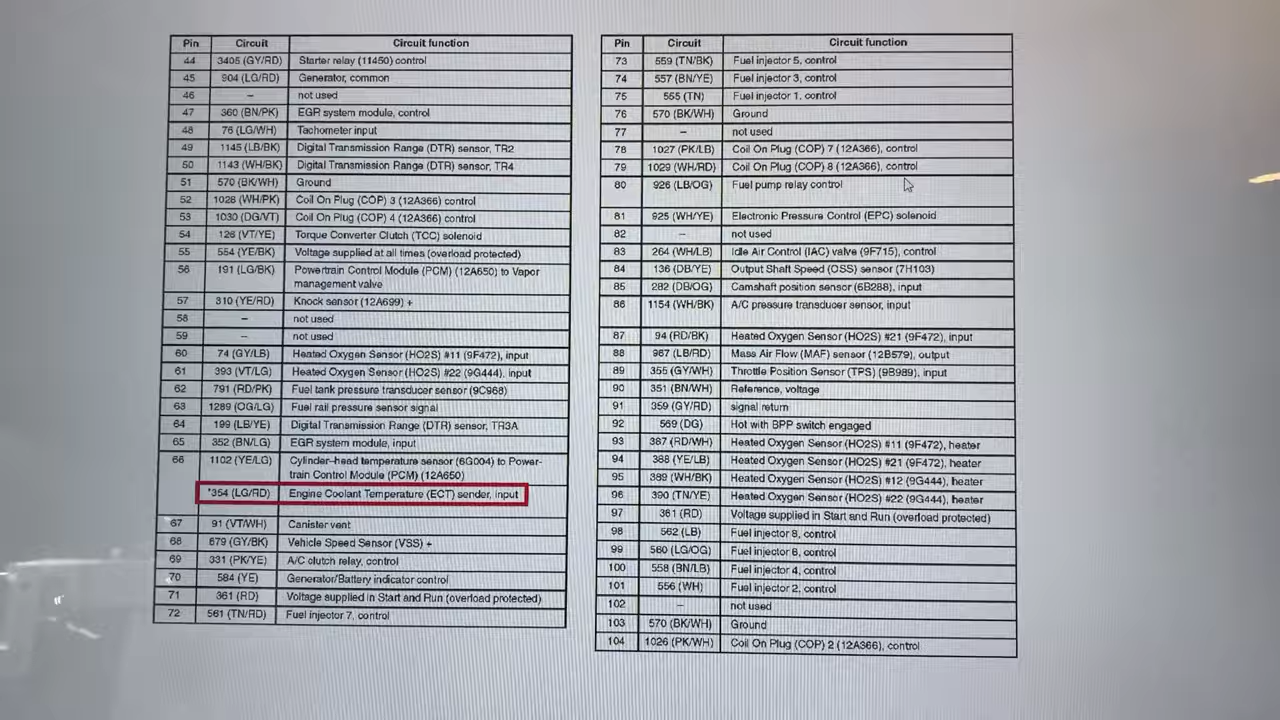 Pin Circuit Circuit function
44 3405 (GY/RD) Starter relay (11450) control
45 904 (LG/RD) Generator, common
46 – not used
47 360 (BN/PK) EGR system module, control
48 76 (LG/WH) Tachometer input
49 1145 (LB/BK) Digital Transmission Range (DTR) sensor, TR2
50 1143 (WH/BK) Digital Transmission Range (DTR) sensor, TR4
51 570 (BK/WH) Ground
52 1028 (WH/PK) Coil On Plug (COP) 3 (12A366) control
53 1030 (DG/VT) Coil On Plug (COP) 4 (12A366) control
54 126 (VT/YE) Torque Converter Clutch (TCC) solenoid
55 554 (YE/BK) Voltage supplied at all times (overload protected)
56 191 (LG/BK) Powertrain Control Module (PCM) (12A650) to Vapor
management valve
57 310 (YE/RD) Knock sensor (12A699) +
58 – not used
59 – not used
60 74 (GY/LB) Heated Oxygen Sensor (HO2S) #11 (9F472), input
61 393 (VT/LG) Heated Oxygen Sensor (HO2S) #22 (9G444), input
62 791 (RD/PK) Fuel tank pressure transducer sensor (9C968)
63 1289 (OG/LG) Fuel rail pressure sensor signal
64 199 (LB/YE) Digital Transmission Range (DTR) sensor, TR3A
65 352 (BN/LG) EGR system module, input
66 1102 (YE/LG) Cylinder–head temperature sensor (6G004) to Power-
train Control Module (PCM) (12A650)
*354 (LG/RD) Engine Coolant Temperature (ECT) sender, input
67 91 (VT/WH) Canister vent
68 679 (GY/BK) Vehicle Speed Sensor (VSS) +
69 331 (PK/YE) A/C clutch relay, control
70 584 (YE) Generator/Battery indicator control
71 361 (RD) Voltage supplied in Start and Run (overload protected)
72 561 (TN/RD) Fuel injector 7, control
Pin Circuit Circuit function
73 559 (TN/BK) Fuel injector 5, control
74 557 (BN/YE) Fuel injector 3, control
75 555 (TN) Fuel injector 1, control
76 570 (BK/WH) Ground
77 – not used
78 1027 (PK/LB) Coil On Plug (COP) 7 (12A366), control
79 1029 (WH/RD) Coil On Plug (COP) 8 (12A366), control
80 926 (LB/OG) Fuel pump relay control
81 925 (WH/YE) Electronic Pressure Control (EPC) solenoid
82 – not used
83 264 (WH/LB) Idle Air Control (IAC) valve (9F715), control
84 136 (DB/YE) Output Shaft Speed (OSS) sensor (7H103)
85 282 (DB/OG) Camshaft position sensor (6B288), input
86 1154 (WH/BK) A/C pressure transducer sensor, input
87 94 (RD/BK) Heated Oxygen Sensor (HO2S) #21 (9F472), input
88 967 (LB/RD) Mass Air Flow (MAF) sensor (12B579), output
89 355 (GY/WH) Throttle Position Sensor (TPS) (9B989), input
90 351 (BN/WH) Reference, voltage
91 359 (GY/RD) signal return
92 569 (DG) Hot with BPP switch engaged
93 387 (RD/WH) Heated Oxygen Sensor (HO2S) #11 (9F472), heater
94 388 (YE/LB) Heated Oxygen Sensor (HO2S) #21 (9F472), heater
95 389 (WH/BK) Heated Oxygen Sensor (HO2S) #12 (9G444), heater
96 390 (TN/YE) Heated Oxygen Sensor (HO2S) #22 (9G444), heater
97 361 (RD) Voltage supplied in Start and Run (overload protected)
98 562 (LB) Fuel injector 8, control
99 560 (LG/OG) Fuel injector 6, control
100 558 (BN/LB) Fuel injector 4, control
101 556 (WH) Fuel injector 2, control
102 – not used
103 570 (BK/WH) Ground
104 1026 (PK/WH) Coil On Plug (COP) 2 (12A366), control